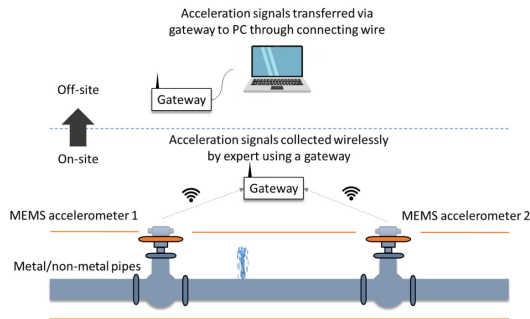 Acceleration signals transferred via
gateway to PC through connecting wire
Off-site
Gateway
On-site
Acceleration signals collected wirelessly
by expert using a gateway
Gateway
MEMS accelerometer 1
MEMS accelerometer 2
Metal/non-metal pipes